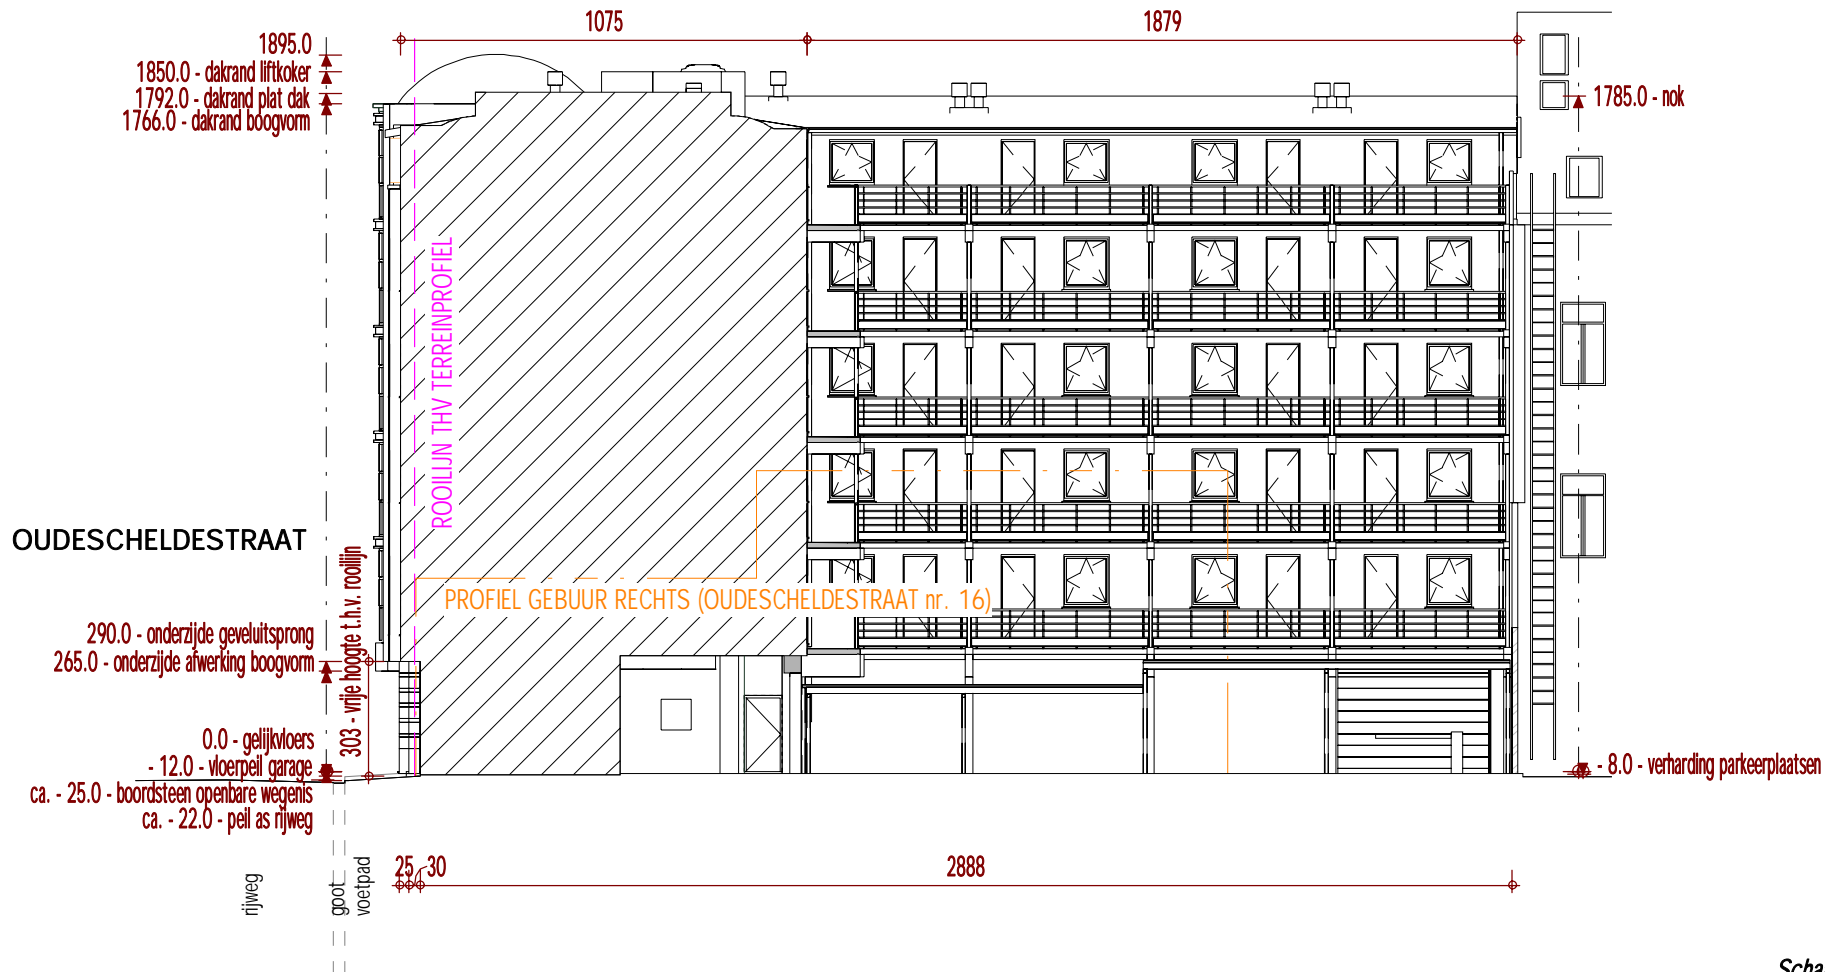 1075
1879
1895.0
1850.0 - dakrand liftkoker
1792.0 - dakrand plat dak
1766.0 - dakrand boogvorm
1785.0 - nok
ROOILIJN THV TERREINPROFIEL
OUDESCHELDESTRAAT
PROFIEL GEBUUR RECHTS (OUDESCHELDESTRAAT nr. 16)
303 - vrije hoogte t.h.v. rooilijn
290.0 - onderzijde geveluitsprong
265.0 - onderzijde afwerking boogvorm
0.0 - gelijkvloers
- 12.0 - vloerpeil garage
ca. - 25.0 - boordsteen openbare wegenis
ca. - 22.0 - peil as rijweg
- 8.0 - verharding parkeerplaatsen
25
30
2888
rijweg
goot
voetpad